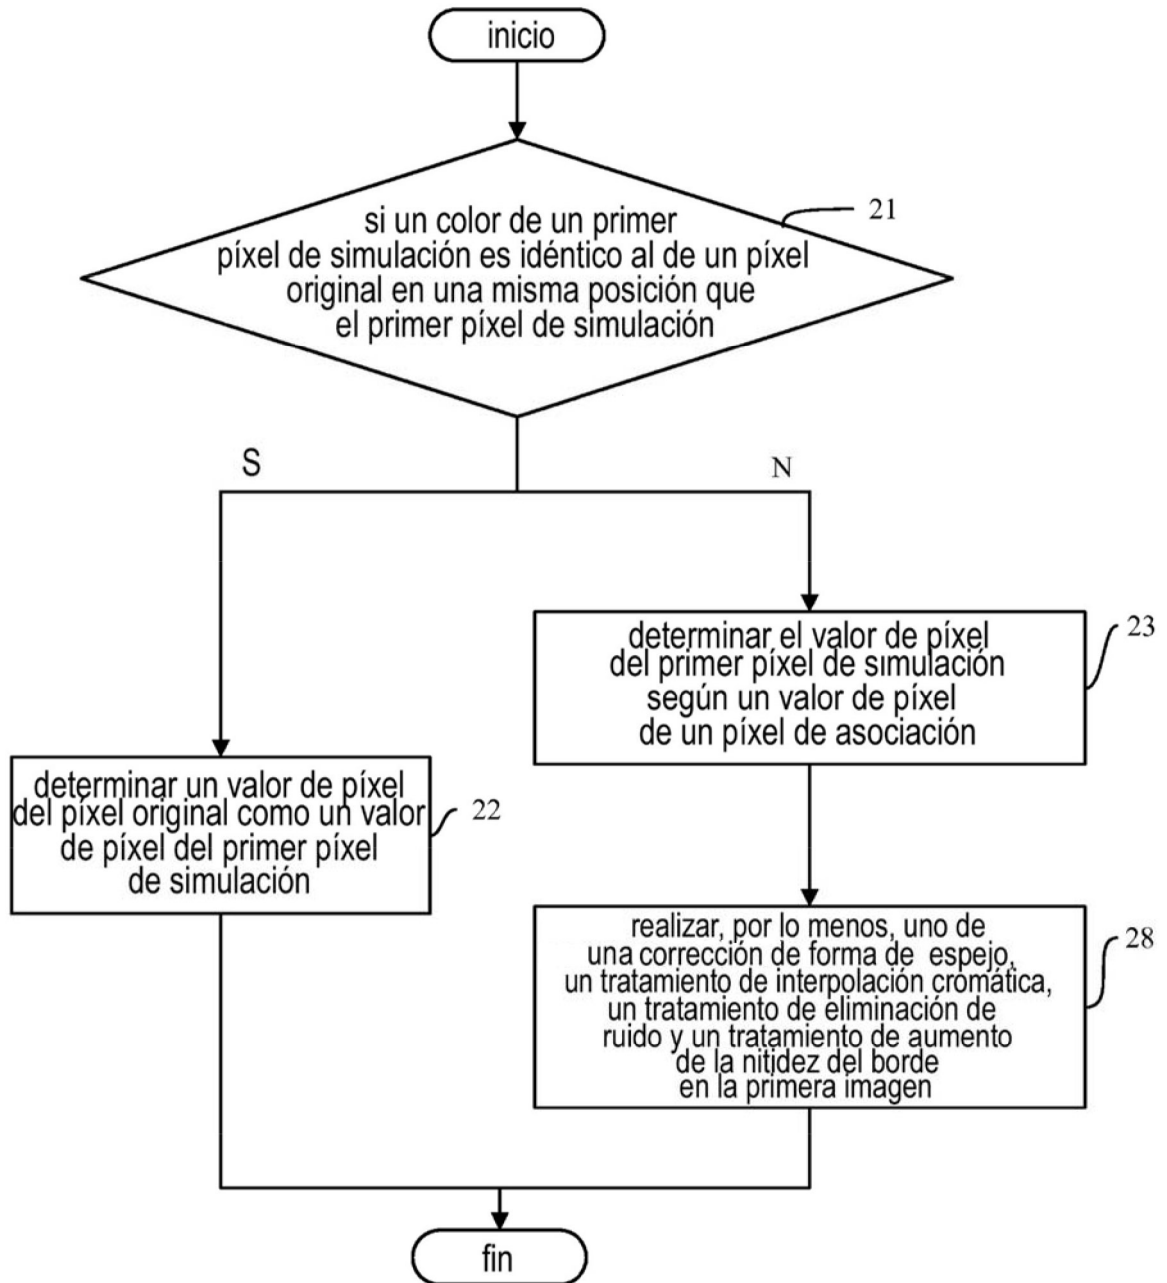 inicio
si un color de un primer
píxel de simulación es idéntico al de un píxel
original en una misma posición que
el primer píxel de simulación
21
S
N
determinar el valor de píxel
del primer píxel de simulación
según un valor de píxel
de un píxel de asociación
23
determinar un valor de píxel
del píxel original como un valor
de píxel del primer píxel
de simulación
22
realizar, por lo menos, uno de
una corrección de forma de espejo,
un tratamiento de interpolación cromática,
un tratamiento de eliminación de
ruido y un tratamiento de aumento
de la nitidez del borde
en la primera imagen
28
fin